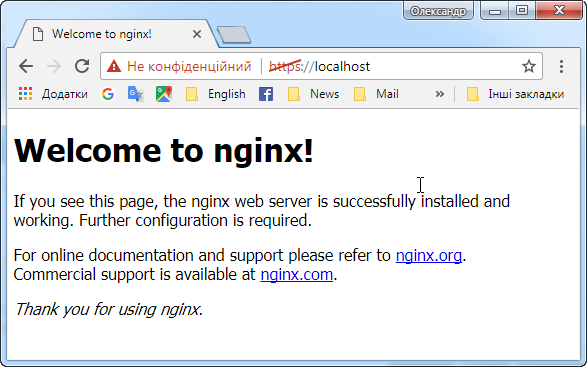 Олександр
Welcome to nginx!
Не конфіденційний https://localhost
Додатки English News Mail » Інші закладки
Welcome to nginx!
If you see this page, the nginx web server is successfully installed and
working. Further configuration is required.
For online documentation and support please refer to nginx.org.
Commercial support is available at nginx.com.
Thank you for using nginx.